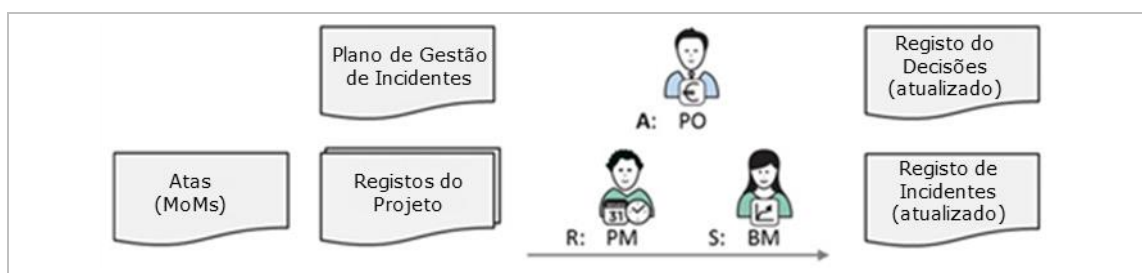 Plano de Gestão
de Incidentes
Atas
(MoMs)
Registos do
Projeto
€
A: PO
31
R: PM
S: BM
Registo do
Decisões
(atualizado)
Registo de
Incidentes
(atualizado)